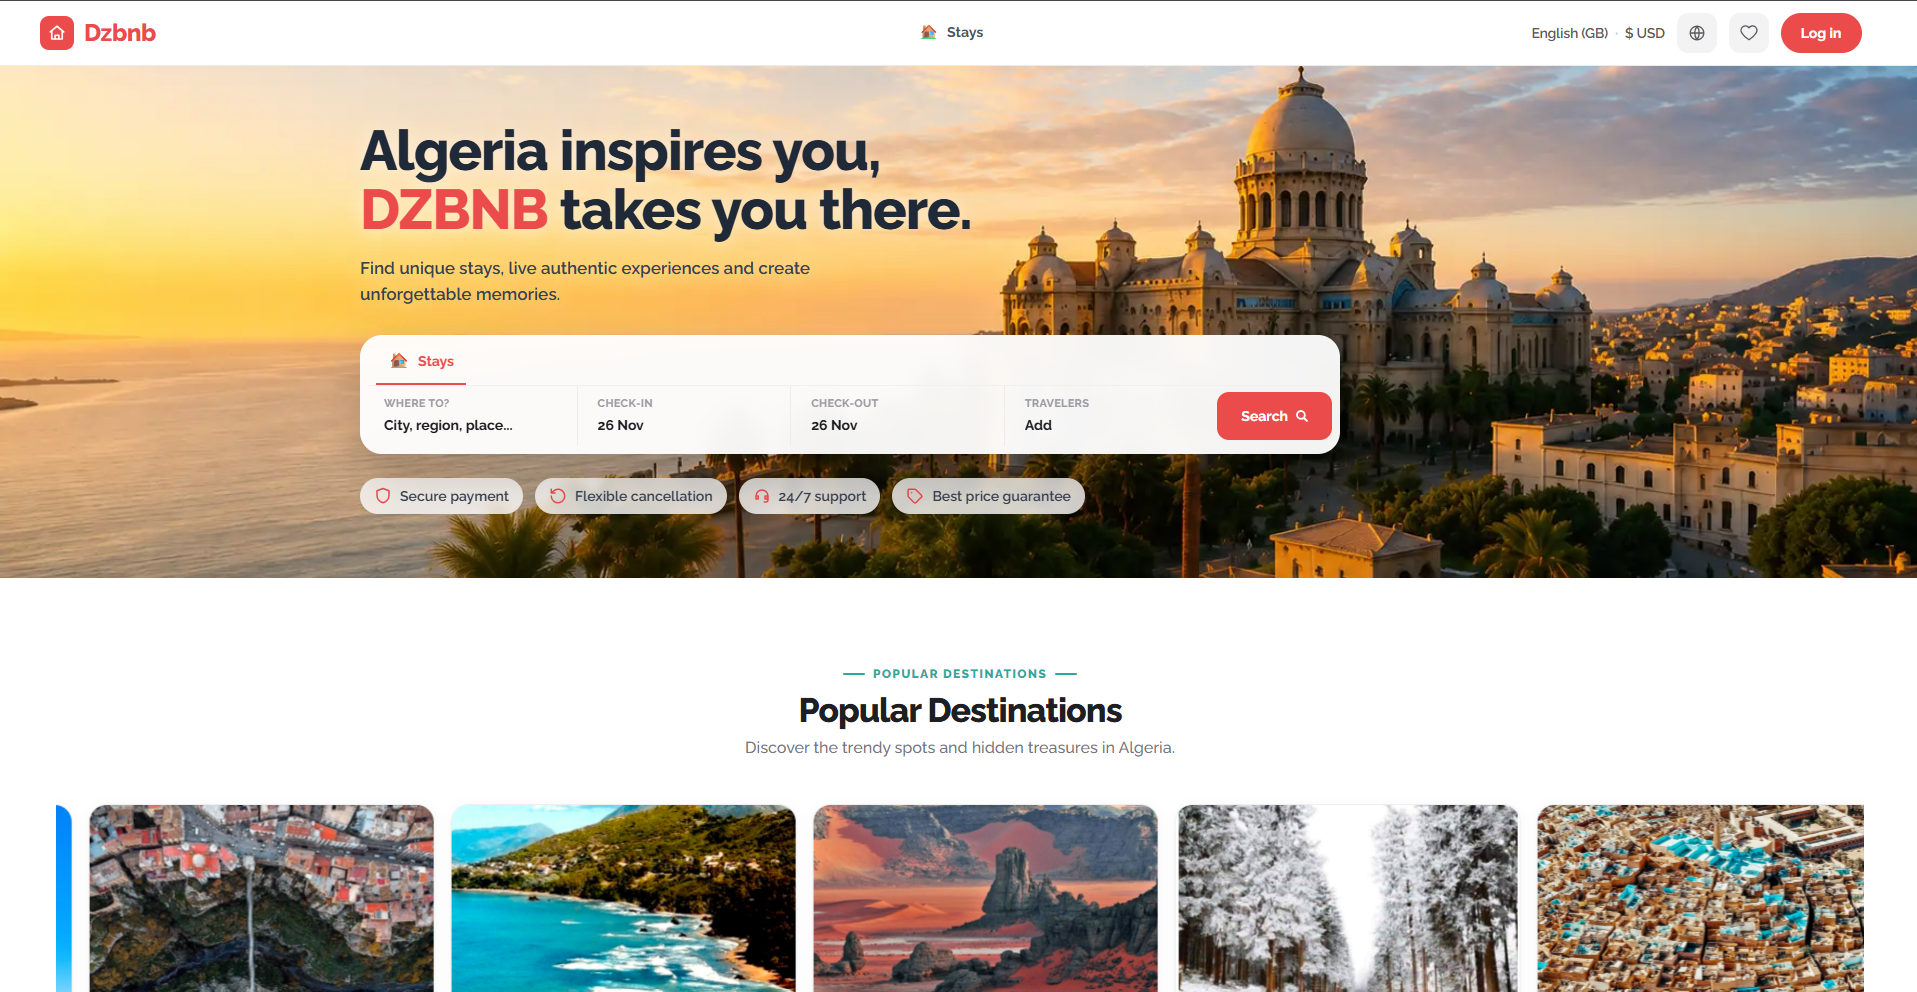 Dzbnb
Stays
English (GB) · $ USD
Log in
Algeria inspires you,
DZBNB takes you there.
Find unique stays, live authentic experiences and create
unforgettable memories.
Stays
WHERE TO?
City, region, place...
CHECK-IN
26 Nov
CHECK-OUT
26 Nov
TRAVELERS
Add
Search
Secure payment
Flexible cancellation
24/7 support
Best price guarantee
POPULAR DESTINATIONS
Popular Destinations
Discover the trendy spots and hidden treasures in Algeria.